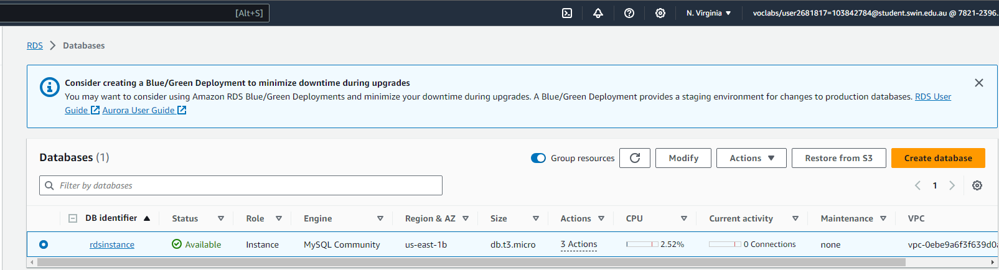 [Alt+S]
N. Virginia
voclabs/user2681817=103842784@student.swin.edu.au @ 7821-2396...
RDS
Databases
Consider creating a Blue/Green Deployment to minimize downtime during upgrades
You may want to consider using Amazon RDS Blue/Green Deployments and minimize your downtime during upgrades. A Blue/Green Deployment provides a staging environment for changes to production databases. RDS User
Guide Aurora User Guide
Databases (1)
Group resources
Modify
Actions
Restore from S3
Create database
Filter by databases
1
DB identifier Status Role Engine Region & AZ Size Actions CPU Current activity Maintenance VPC
rdsinstance Available Instance MySQL Community us-east-1b db.t3.micro 3 Actions 2.52% 0 Connections none vpc-0ebe9a6f3f639d0